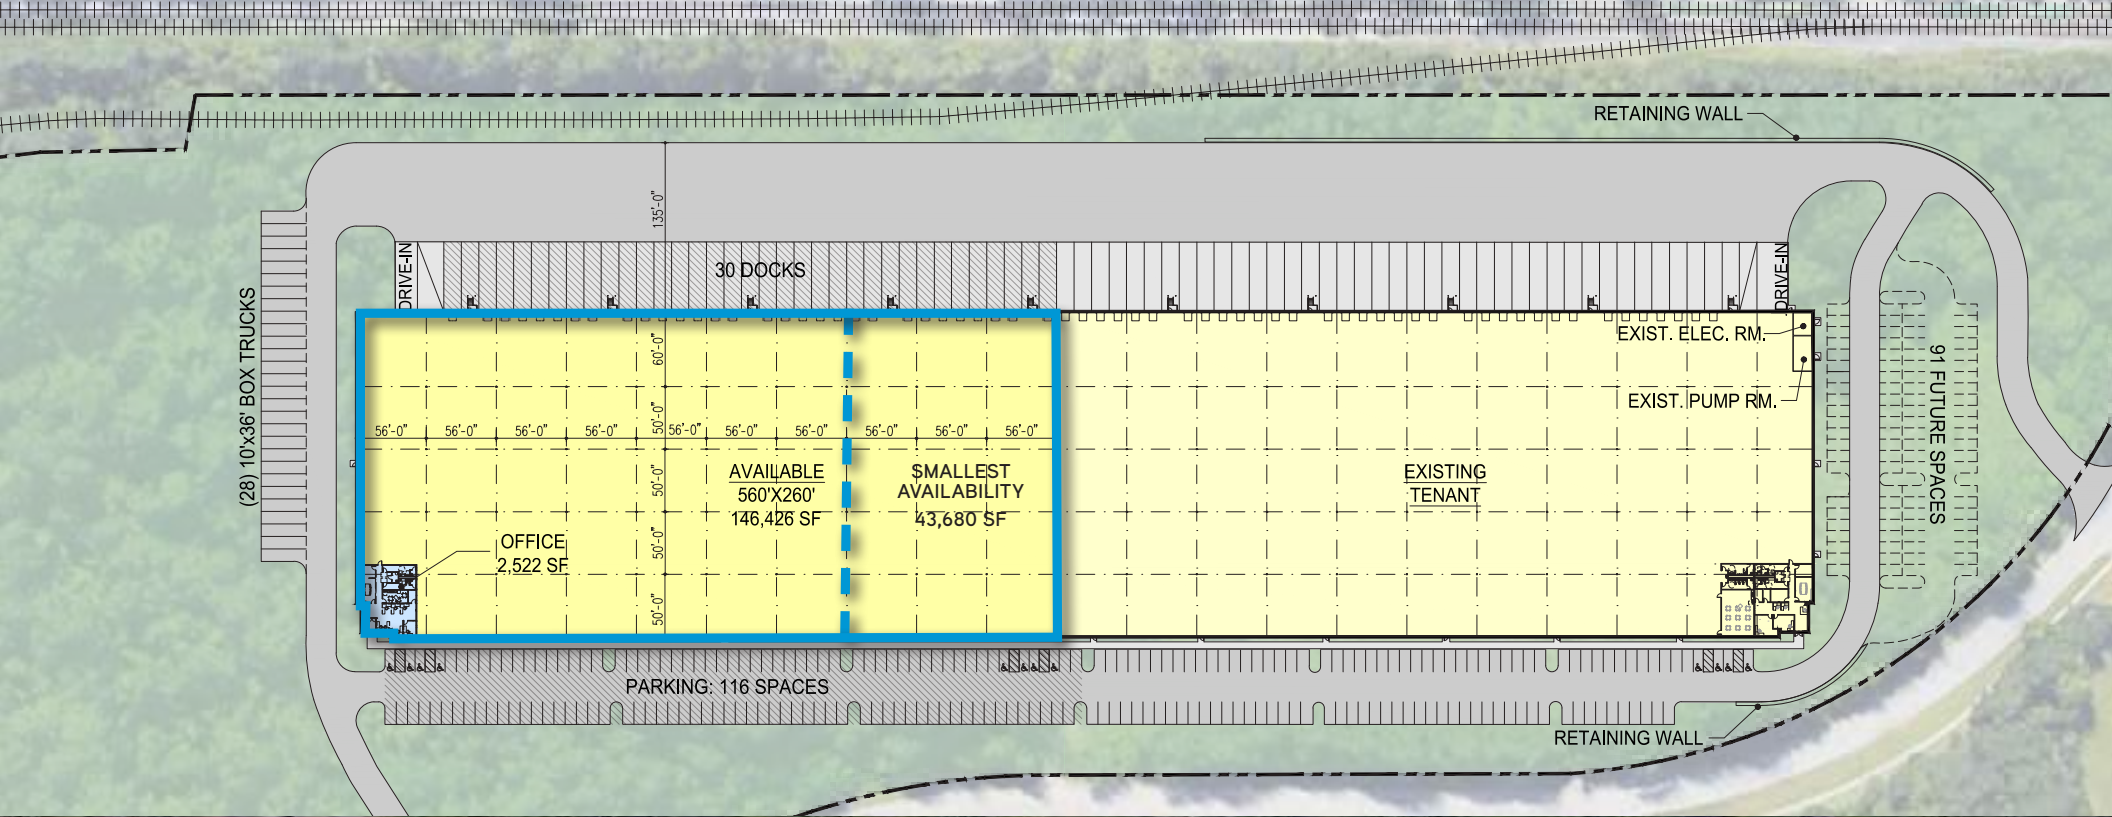 RETAINING WALL
135'-0"
DRIVE-IN
30 DOCKS
DRIVE-IN
(28) 10'x36' BOX TRUCKS
60'-0"
EXIST. ELEC. RM.
91 FUTURE SPACES
EXIST. PUMP RM.
50'-0"
56'-0" 56'-0" 56'-0" 56'-0" 56'-0" 56'-0" 56'-0" 56'-0" 56'-0" 56'-0"
AVAILABLE
560'X260'
146,426 SF
SMALLEST
AVAILABILITY
43,680 SF
EXISTING
TENANT
50'-0"
OFFICE
2,522 SF
50'-0"
50'-0"
PARKING: 116 SPACES
RETAINING WALL